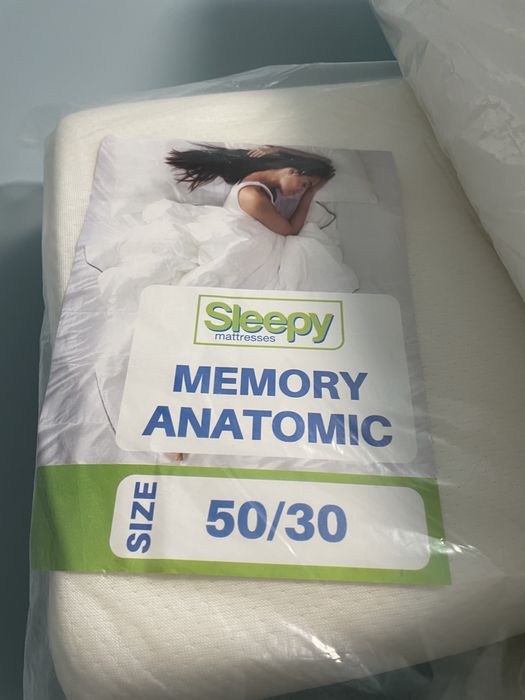 Sleepy
mattresses
MEMORY
ANATOMIC
SIZE
50/30